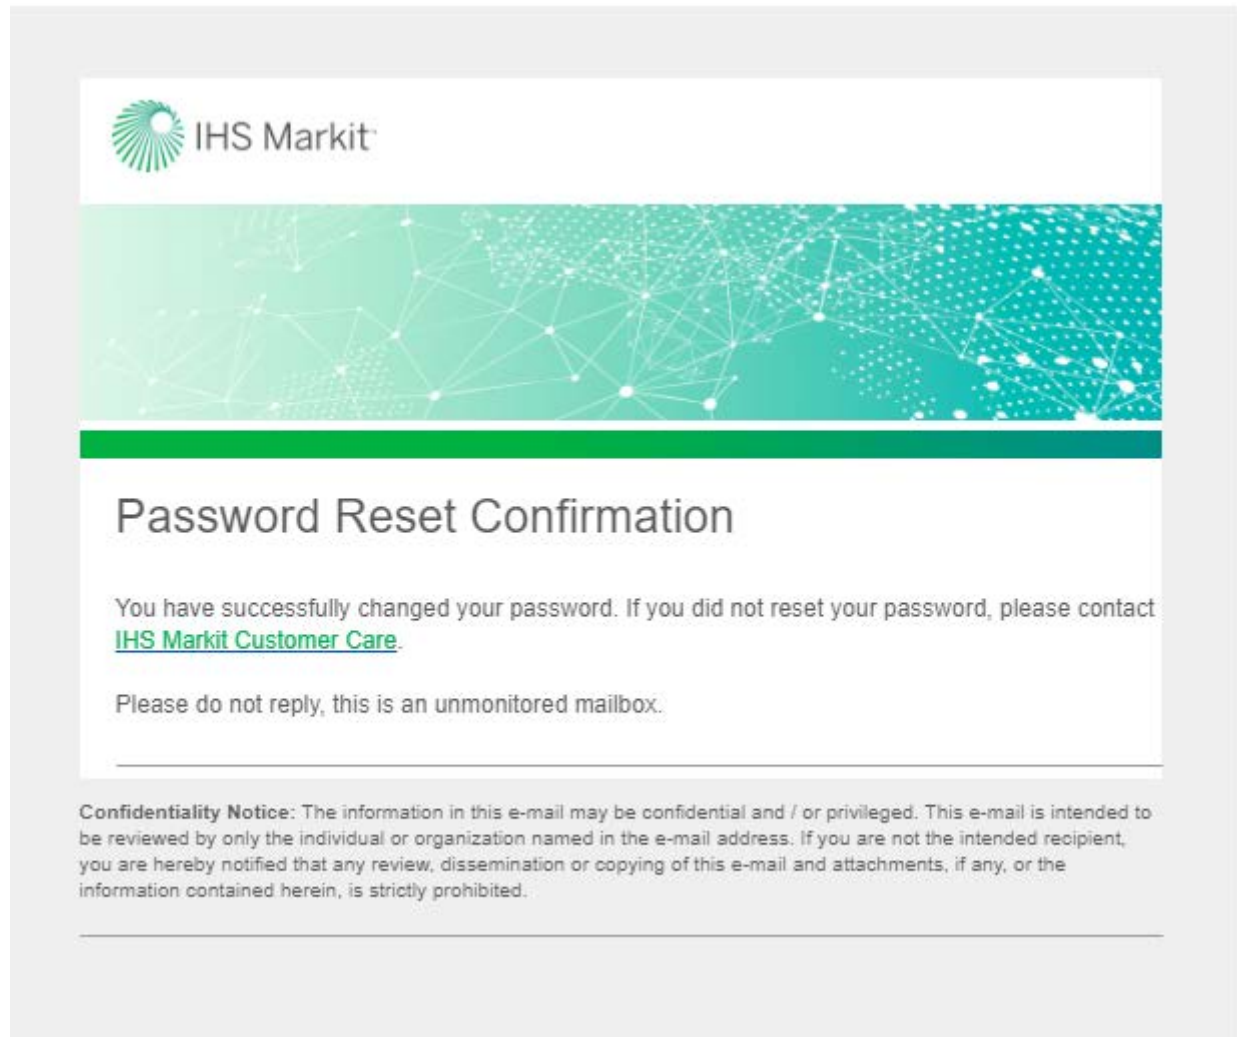 IHS Markit™
Password Reset Confirmation
You have successfully changed your password. If you did not reset your password, please contact
IHS Markit Customer Care.
Please do not reply, this is an unmonitored mailbox.
Confidentiality Notice: The information in this e-mail may be confidential and / or privileged. This e-mail is intended to
be reviewed by only the individual or organization named in the e-mail address. If you are not the intended recipient,
you are hereby notified that any review, dissemination or copying of this e-mail and attachments, if any, or the
information contained herein, is strictly prohibited.